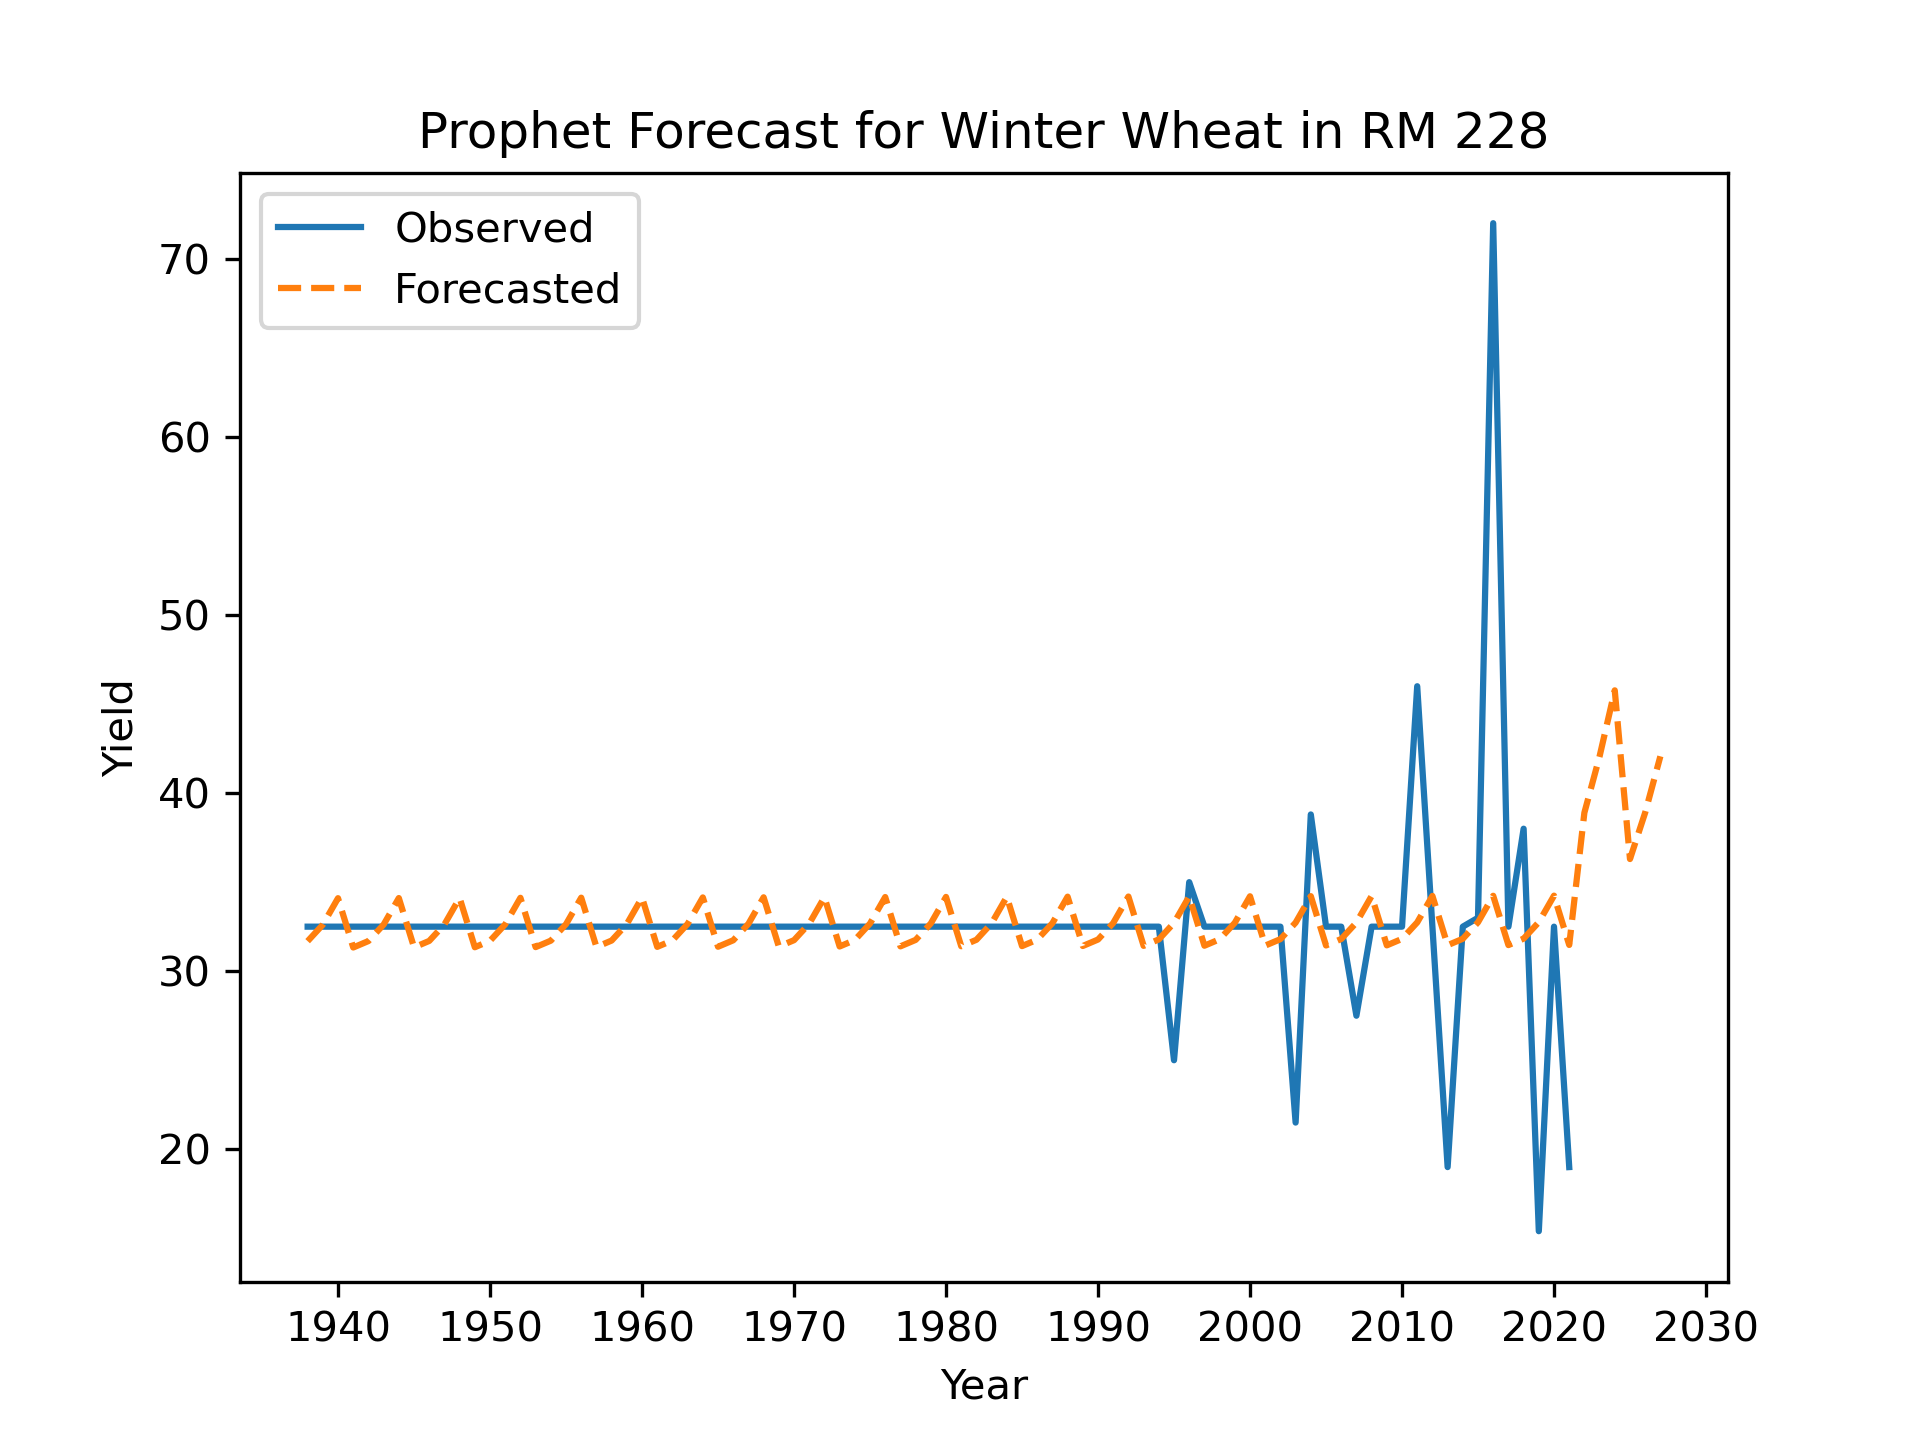 Prophet Forecast for Winter Wheat in RM 228
Observed
Forecasted
70
60
50
40
30
20
Yield
1940 1950 1960 1970 1980 1990 2000 2010 2020 2030
Year